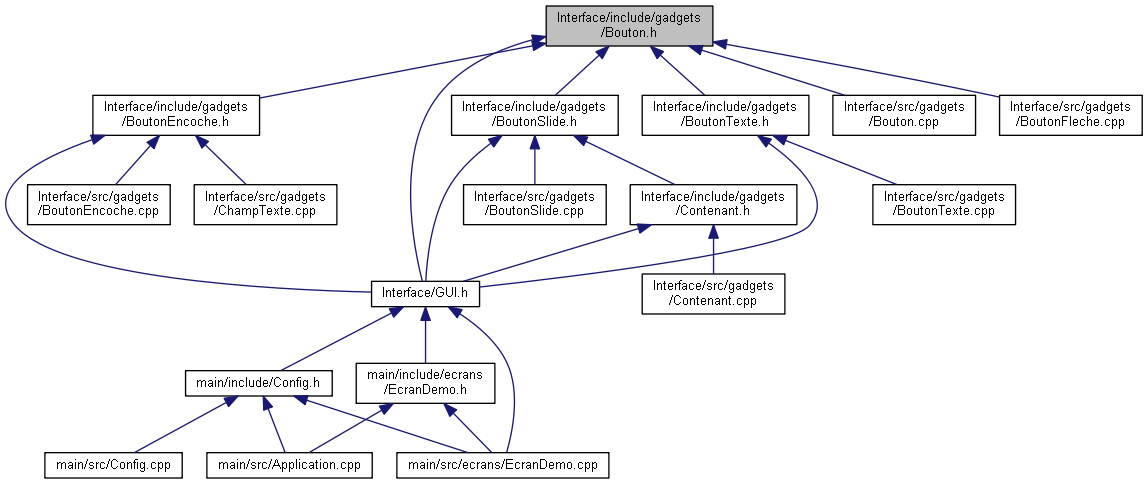 Interface/include/gadgets
/Bouton.h
Interface/include/gadgets
/BoutonEncoche.h
Interface/include/gadgets
/BoutonSlide.h
Interface/include/gadgets
/BoutonTexte.h
Interface/src/gadgets
/Bouton.cpp
Interface/src/gadgets
/BoutonFleche.cpp
Interface/src/gadgets
/BoutonEncoche.cpp
Interface/src/gadgets
/ChampTexte.cpp
Interface/src/gadgets
/BoutonSlide.cpp
Interface/include/gadgets
/Contenant.h
Interface/src/gadgets
/BoutonTexte.cpp
Interface/GUI.h
Interface/src/gadgets
/Contenant.cpp
main/include/Config.h
main/include/ecrans
/EcranDemo.h
main/src/Config.cpp
main/src/Application.cpp
main/src/ecrans/EcranDemo.cpp